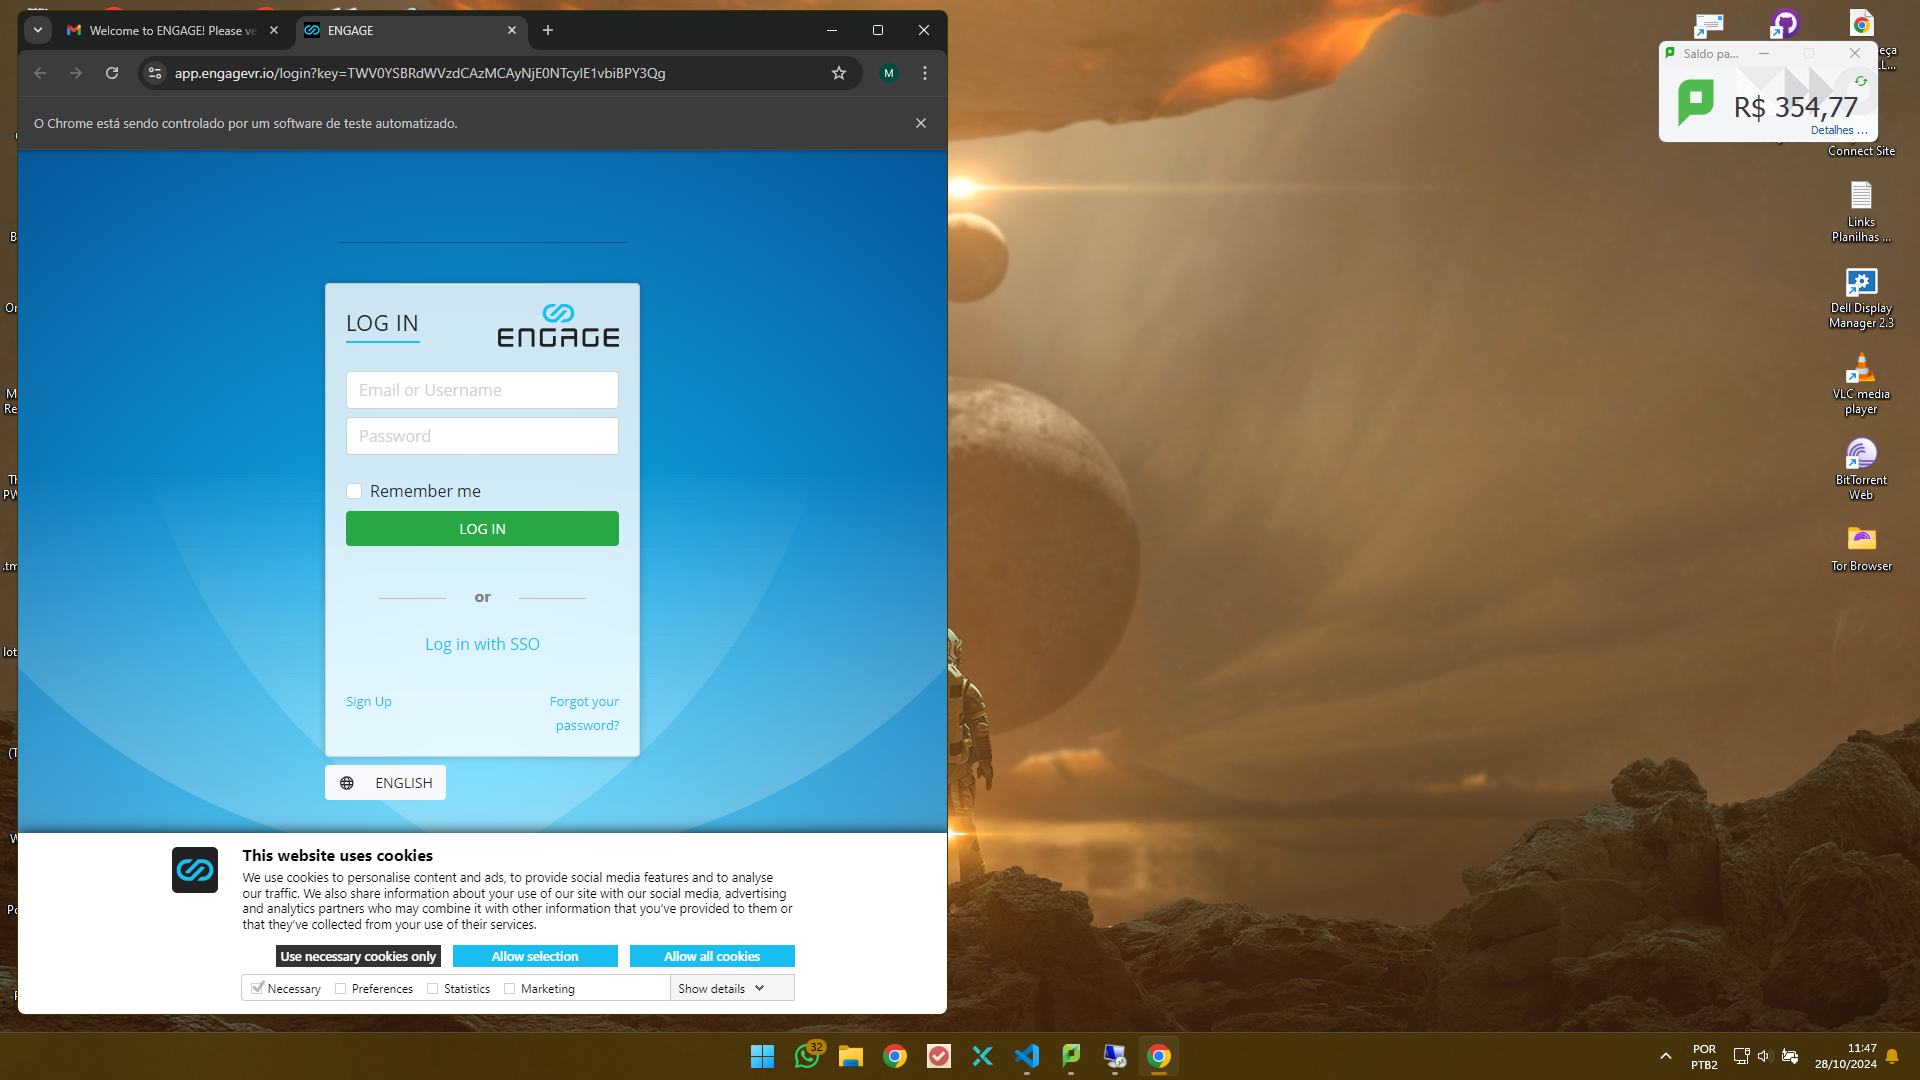 Welcome to ENGAGE! Please ve
ENGAGE
app.engagevr.io/login?key=TWV0YSBRdWVzdCAzMCAyNjE0NTcyIE1vbiBPY3Qg
M
O Chrome está sendo controlado por um software de teste automatizado.
LOG IN
ENGAGE
Email or Username
Password
Remember me
LOG IN
or
Log in with SSO
Sign Up
Forgot your
password?
ENGLISH
This website uses cookies
We use cookies to personalise content and ads, to provide social media features and to analyse
our traffic. We also share information about your use of our site with our social media, advertising
and analytics partners who may combine it with other information that you've provided to them or
that they've collected from your use of their services.
Use necessary cookies only
Allow selection
Allow all cookies
Necessary
Preferences
Statistics
Marketing
Show details
Saldo pa...
R$ 354,77
Detalhes ...
Connect Site
Links
Planilhas ...
Dell Display
Manager 2.3
VLC media
player
BitTorrent
Web
Tor Browser
32
POR
PTB2
11:47
28/10/2024